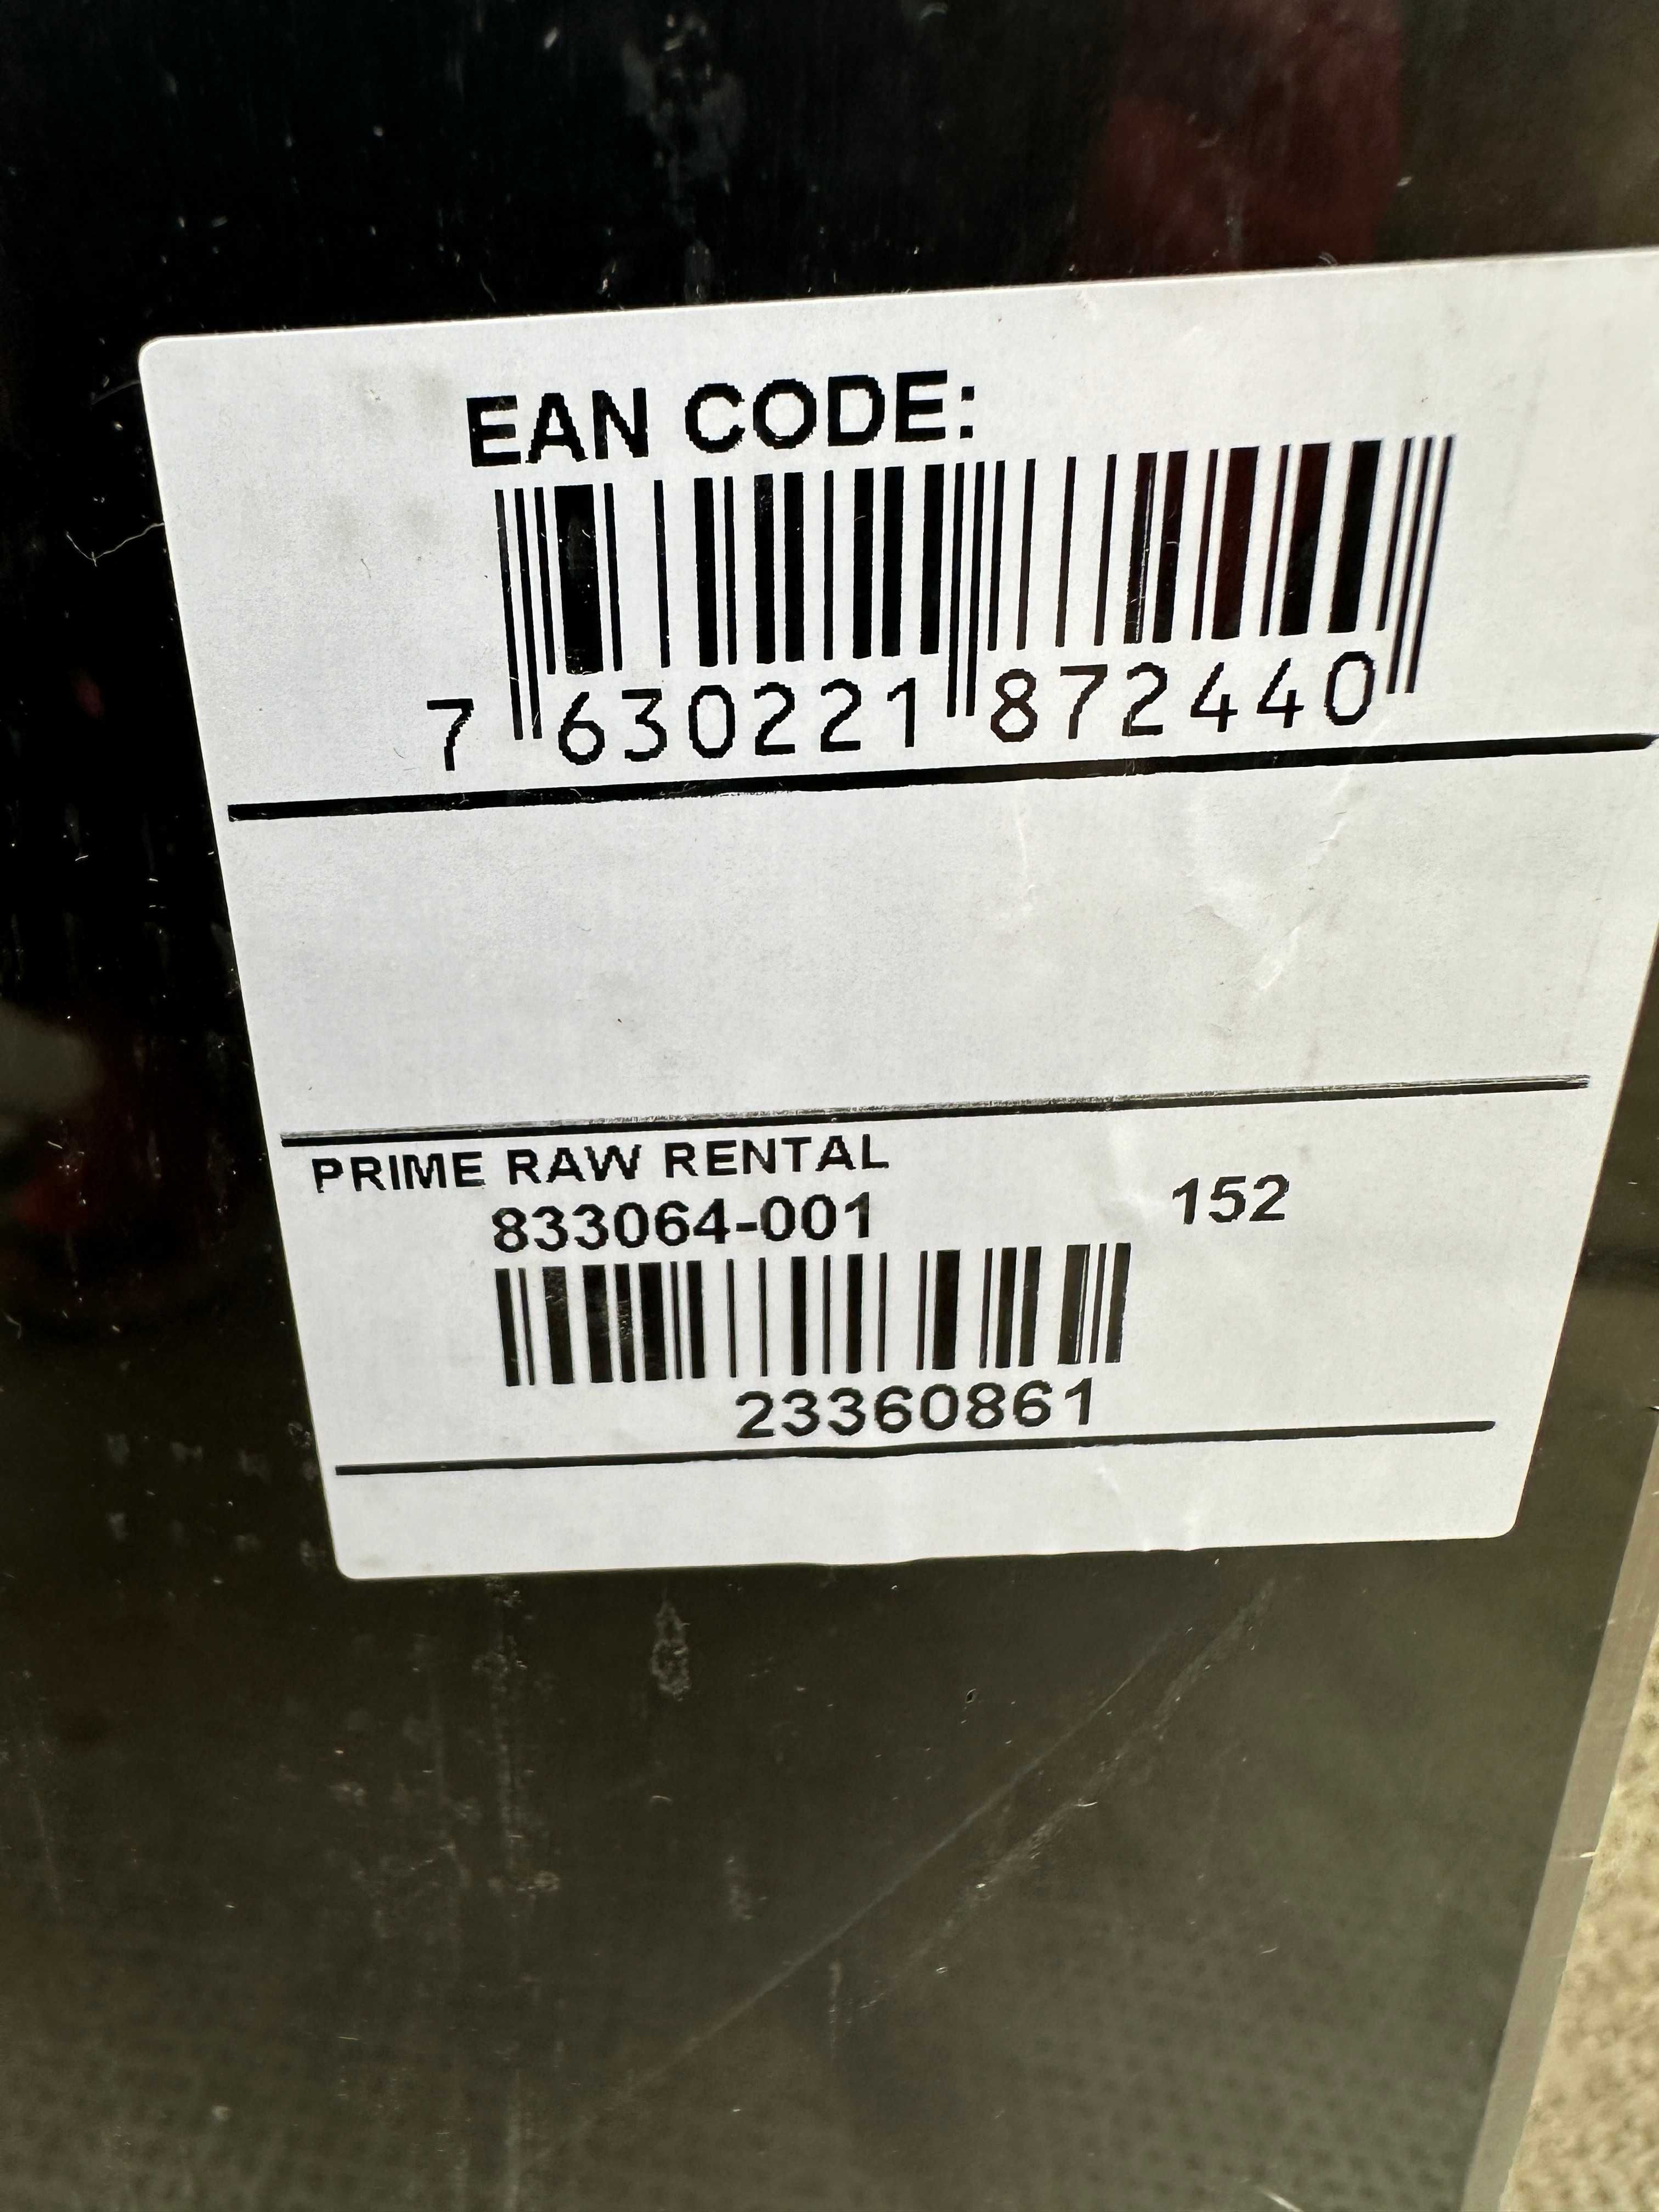 EAN CODE:
7 630221 872440
PRIME RAW RENTAL
833064-001 152
23360861